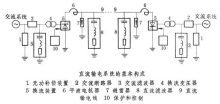 交流系统
交流系统
直流输电系统的基本构成
1 无功补偿装置 2 交流断路器 3 交流滤波器 4 换流变压器
5 换流装置 6 平波电抗器 7 避雷器 8 直流滤波器 9 直流
输电线 10 保护和控制